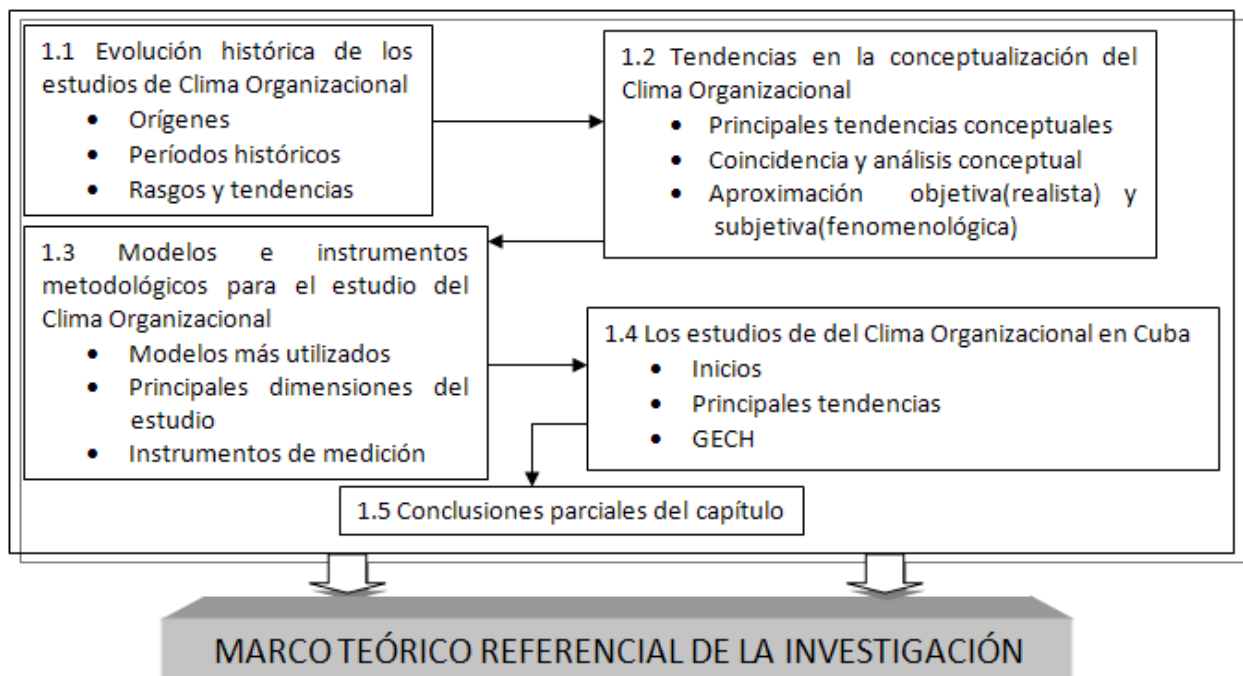 1.1 Evolución histórica de los
estudios de Clima Organizacional
• Orígenes
• Períodos históricos
• Rasgos y tendencias
1.2 Tendencias en la conceptualización del
Clima Organizacional
• Principales tendencias conceptuales
• Coincidencia y análisis conceptual
• Aproximación objetiva(realista) y
subjetiva(fenomenológica)
1.3 Modelos e instrumentos
metodológicos para el estudio del
Clima Organizacional
• Modelos más utilizados
• Principales dimensiones del
estudio
• Instrumentos de medición
1.4 Los estudios de del Clima Organizacional en Cuba
• Inicios
• Principales tendencias
• GECH
1.5 Conclusiones parciales del capítulo
MARCO TEÓRICO REFERENCIAL DE LA INVESTIGACIÓN